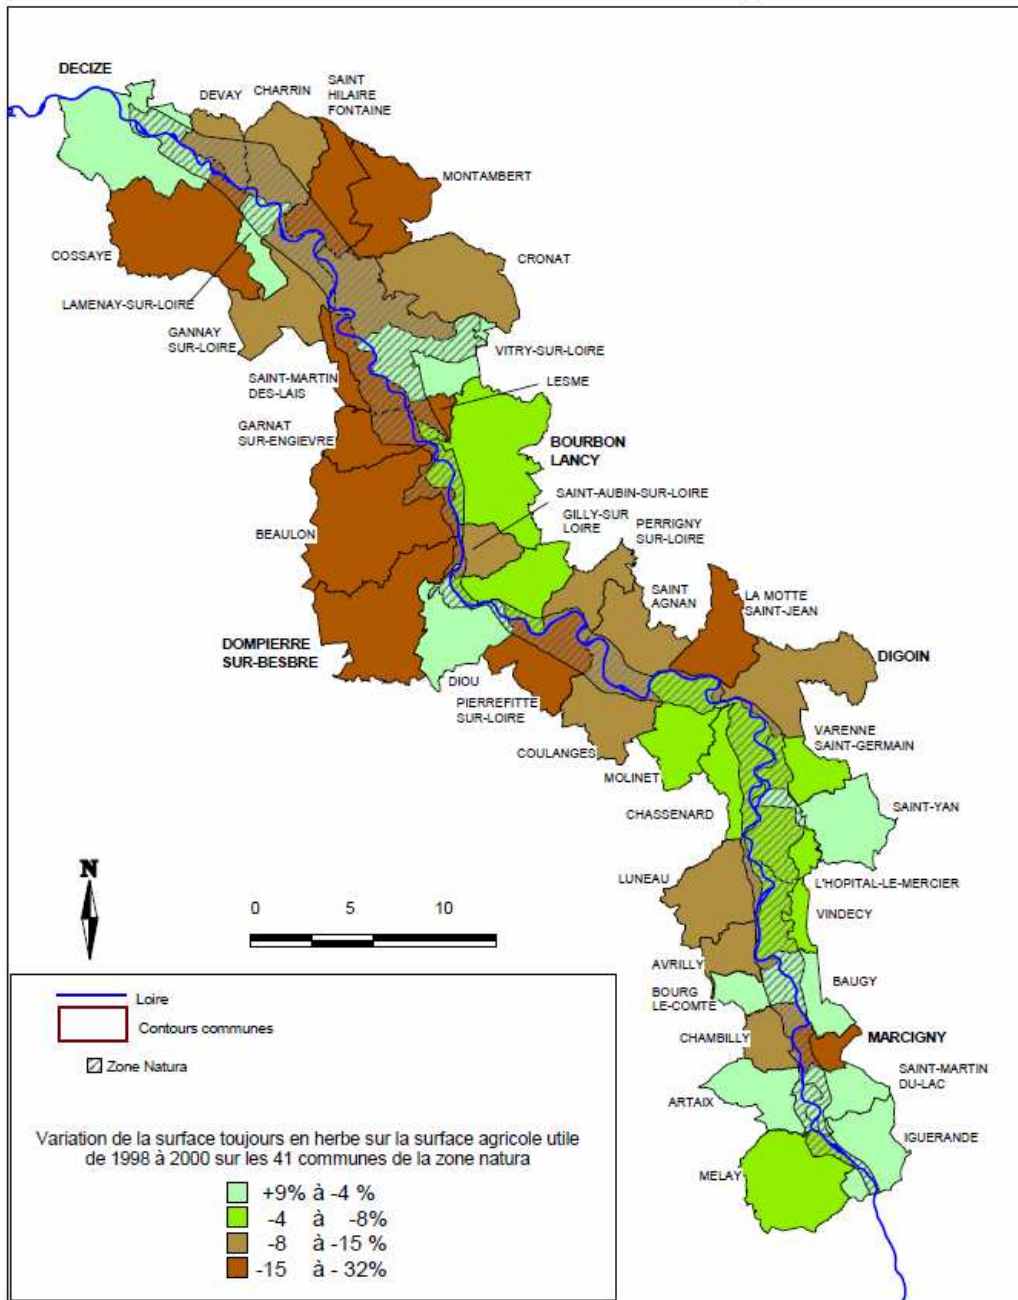 DECIZE
DEVAY
CHARRIN
SAINT
HILAIRE
FONTAINE
MONTAMBERT
COSSAYE
CRONAT
LAMENAY-SUR-LOIRE
GANNAY
SUR-LOIRE
VITRY-SUR-LOIRE
SAINT-MARTIN
DES-LAIS
LESME
GARNAT
SUR-ENGIEVRE
BOURBON
LANCY
SAINT-AUBIN-SUR-LOIRE
GILLY-SUR
LOIRE
PERRIGNY
SUR-LOIRE
BEAULON
SAINT
AGNAN
LA MOTTE
SAINT-JEAN
DOMPIERRE
SUR-BESBRE
DIGOIN
DIOU
PIERREFITTE
SUR-LOIRE
VARENNE
SAINT-GERMAIN
COULANGES
MOLINET
CHASSENARD
SAINT-YAN
LUNEAU
L'HOPITAL-LE-MERCIER
VINDECY
N
0 5 10
AVRILLY
BAUGY
BOURG
LE-COMTE
CHAMBILLY
MARCIGNY
SAINT-MARTIN
DU-LAC
ARTAIX
IGUERANDE
MELAY
Loire
Contours communes
Zone Natura
Variation de la surface toujours en herbe sur la surface agricole utile
de 1998 à 2000 sur les 41 communes de la zone natura
+9% à -4 %
-4 à -8%
-8 à -15 %
-15 à - 32%